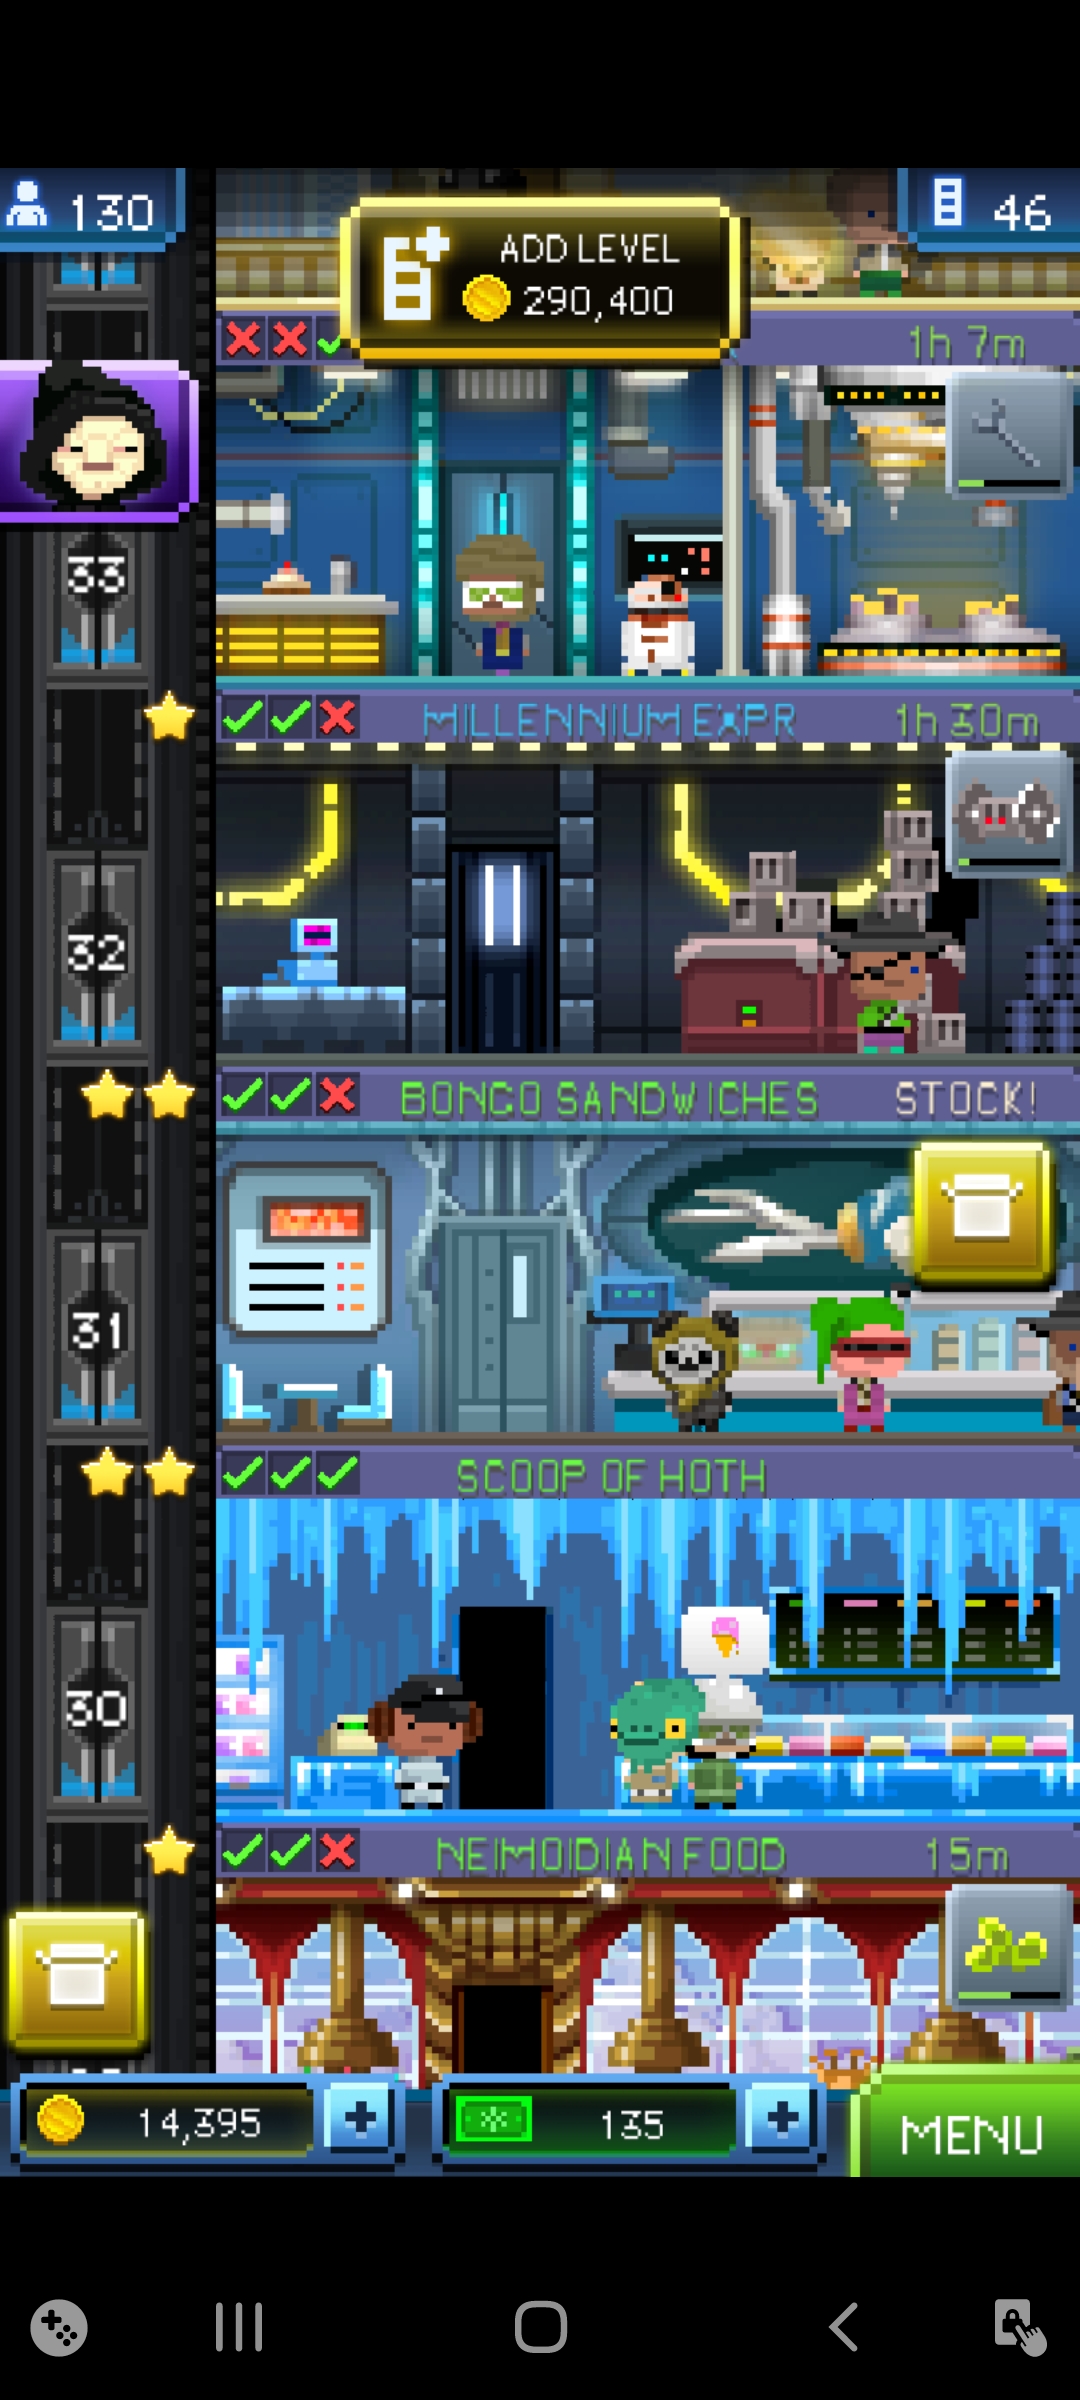 130
ADD LEVEL
290,400
46
1h 7m
33
MILLENNIUM EXPR
1h 30m
32
BONGO SANDWICHES
STOCK!
31
SCOOP OF HOTH
30
NEIMOIDIAN FOOD
15m
14,395
135
MENU